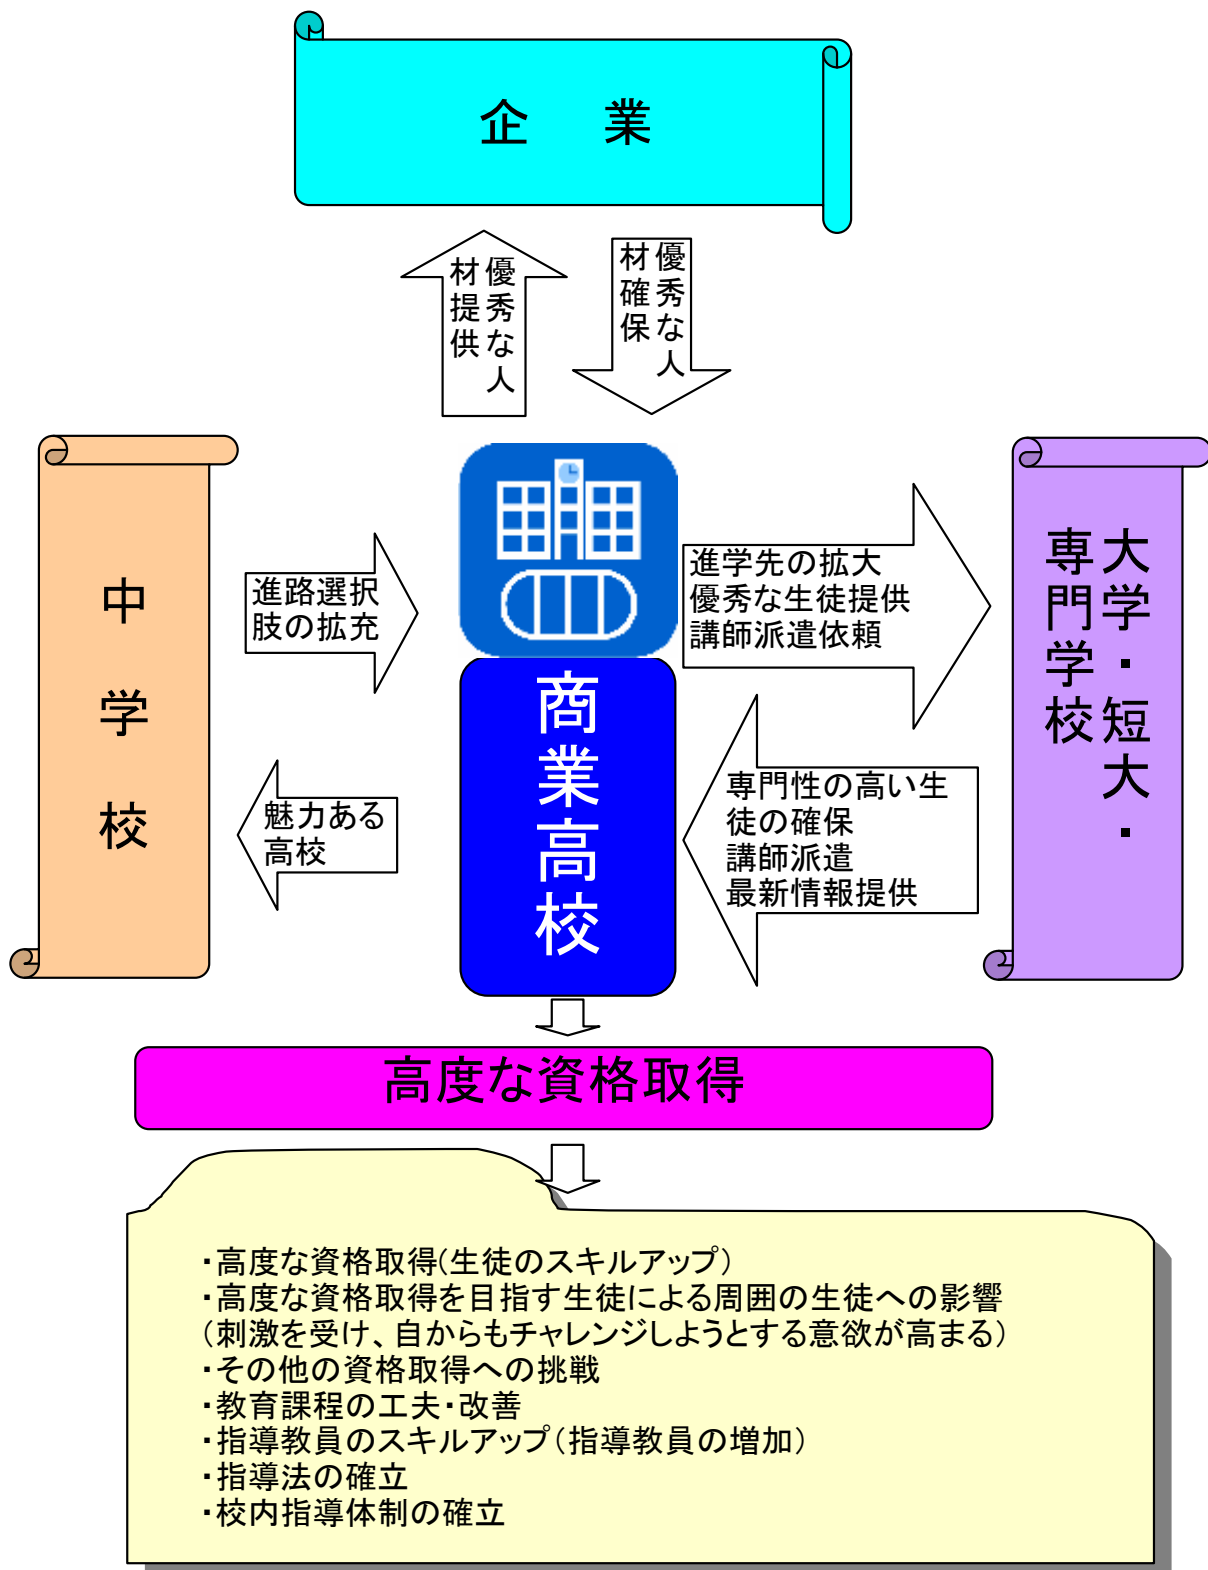 企　業
優秀な人
材提供
優秀な人
材確保
中学校
進路選択
肢の拡充
魅力ある
高校
商業高校
進学先の拡大
優秀な生徒提供
講師派遣依頼
専門性の高い生
徒の確保
講師派遣
最新情報提供
大学・短大・
専門学校
高度な資格取得
・高度な資格取得(生徒のスキルアップ）
・高度な資格取得を目指す生徒による周囲の生徒への影響
（刺激を受け、自からもチャレンジしようとする意欲が高まる）
・その他の資格取得への挑戦
・教育課程の工夫・改善
・指導教員のスキルアップ（指導教員の増加）
・指導法の確立
・校内指導体制の確立